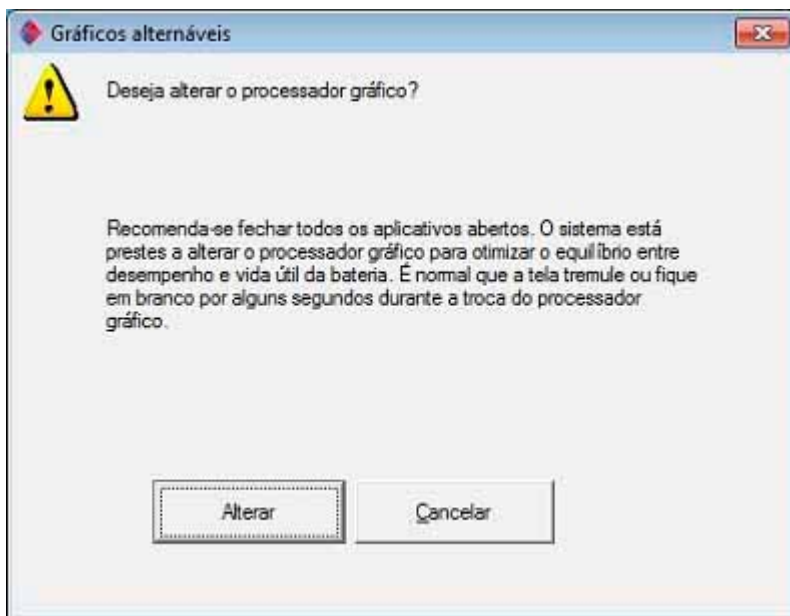 Gráficos alternáveis
Deseja alterar o processador gráfico?
Recomenda-se fechar todos os aplicativos abertos. O sistema está
prestes a alterar o processador gráfico para otimizar o equilíbrio entre
desempenho e vida útil da bateria. É normal que a tela tremule ou fique
em branco por alguns segundos durante a troca do processador
gráfico.
Alterar
Cancelar